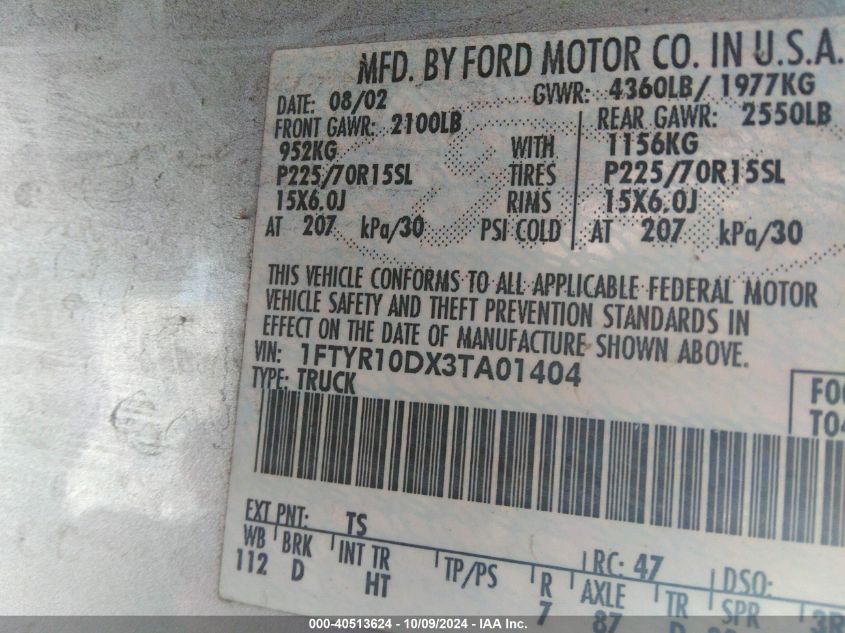 MFD. BY FORD MOTOR CO. IN U.S.A.
DATE: 08/02 GVWR: 4360LB/ 1977KG
FRONT GAWR: 2100LB REAR GAWR: 2550LB
952KG WITH 1156KG
P225/70R15SL TIRES P225/70R15SL
15X6.0J RIMS 15X6.0J
AT 207 kPa/30 PSI COLD AT 207 kPa/30
THIS VEHICLE CONFORMS TO ALL APPLICABLE FEDERAL MOTOR
VEHICLE SAFETY AND THEFT PREVENTION STANDARDS IN
EFFECT ON THE DATE OF MANUFACTURE SHOWN ABOVE.
VIN: 1FTYR10DX3TA01404
TYPE: TRUCK
EXT PNT: TS RC: 47 DSO:
WB BRK INT TR TP/PS R AXLE TR SPR
112 D HT 7 87
000-40513624 - 10/09/2024 - IAA Inc.